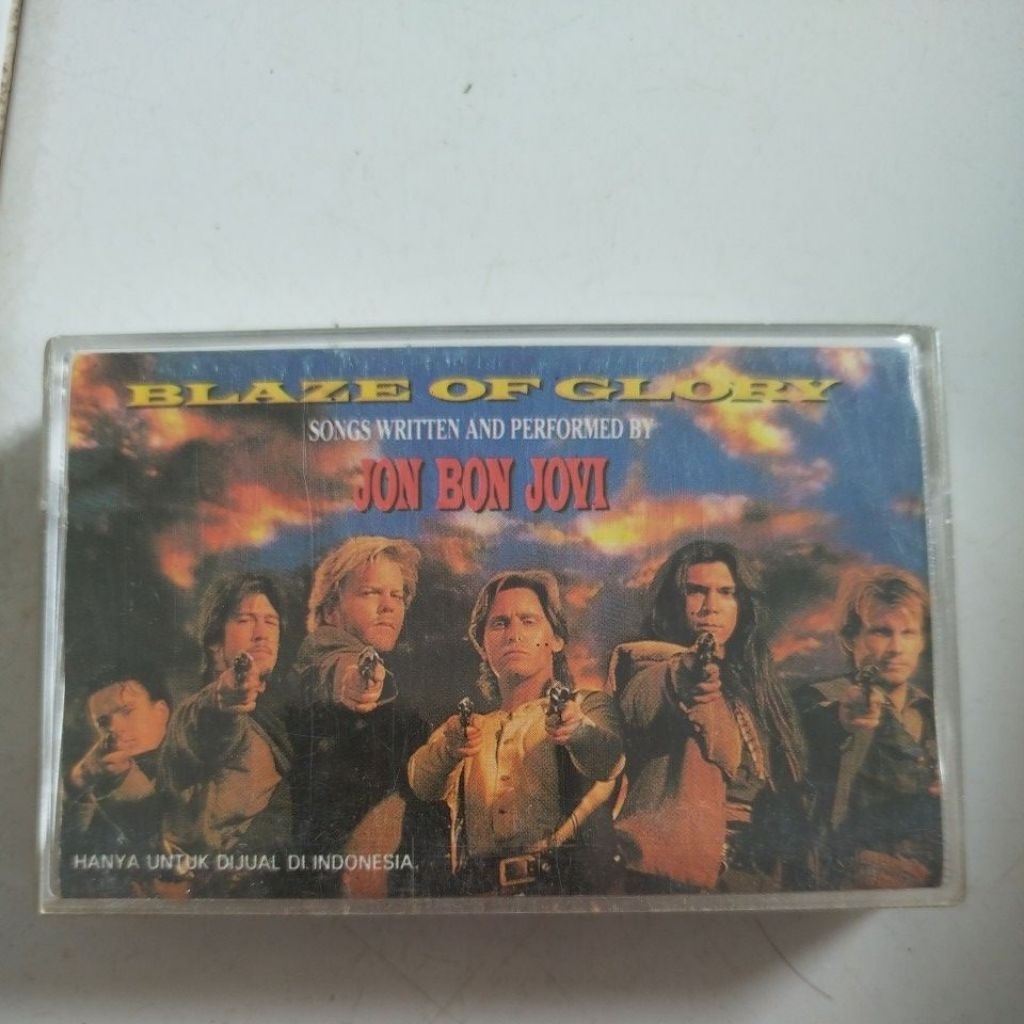 BLAZE OF GLORY
SONGS WRITTEN AND PERFORMED BY
JON BON JOVI
HANYA UNTUK DIJUAL DI INDONESIA.